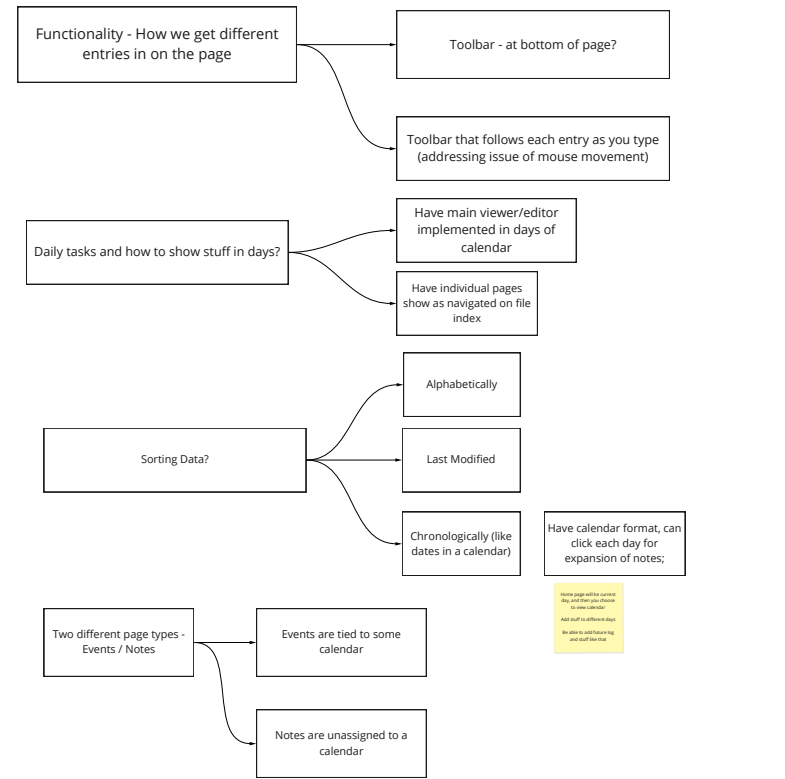 Functionality - How we get different
entries in on the page
Toolbar - at bottom of page?
Toolbar that follows each entry as you type
(addressing issue of mouse movement)
Daily tasks and how to show stuff in days?
Have main viewer/editor
implemented in days of
calendar
Have individual pages
show as navigated on file
index
Sorting Data?
Alphabetically
Last Modified
Chronologically (like
dates in a calendar)
Have calendar format, can
click each day for
expansion of notes;
Home page will be current
day, and then you choose
to view calendar
Add stuff to different days
Be able to add future log
and stuff like that
Two different page types -
Events / Notes
Events are tied to some
calendar
Notes are unassigned to a
calendar